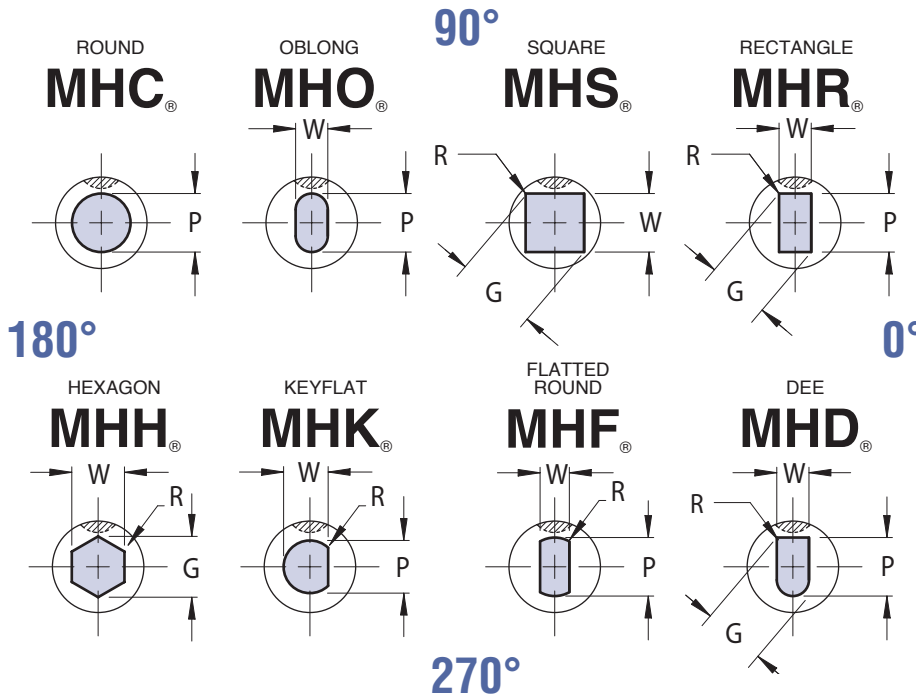 90°
ROUND
MHC®
P
OBLONG
MHO®
W
P
SQUARE
MHS®
R
W
G
RECTANGLE
MHR®
W
R
P
G
180°
0°
HEXAGON
MHH®
W
R
G
KEYFLAT
MHK®
W
R
P
FLATTED
ROUND
MHF®
W
R
P
DEE
MHD®
W
R
P
G
270°